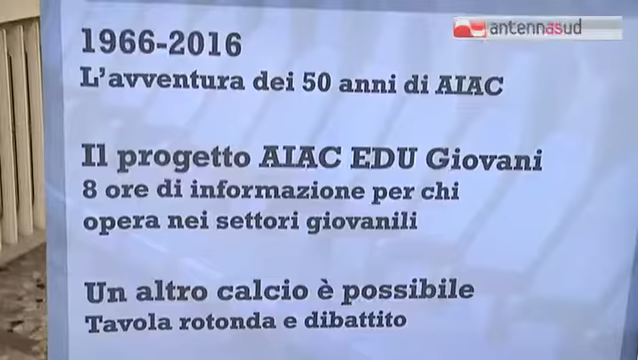 antennasud
1966-2016
L'avventura dei 50 anni di AIAC
Il progetto AIAC EDU Giovani
8 ore di informazione per chi
opera nei settori giovanili
Un altro calcio è possibile
Tavola rotonda e dibattito